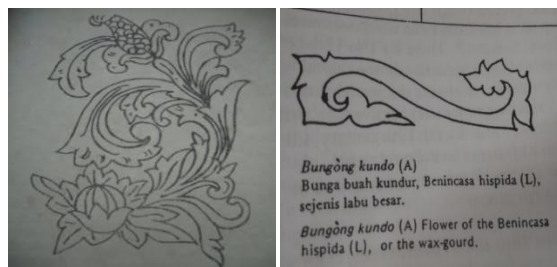 Bungòng kundo (A)
Bunga buah kundur, Benincasa hispida (L),
sejenis labu besar.
Bungòng kundo (A) Flower of the Benincasa
hispida (L), or the wax-gourd.